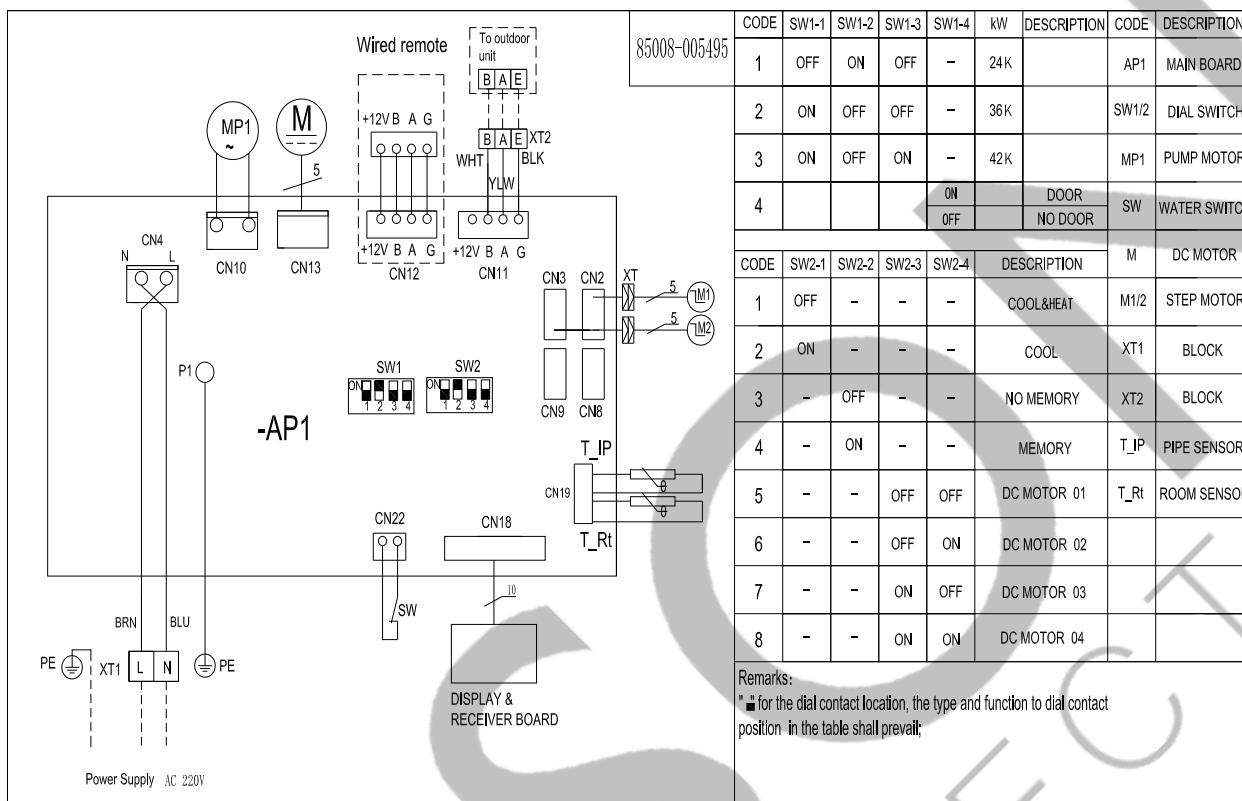 Wired remote
To outdoor
unit
B A E
85008-005495
MP1
~
M
+12V B A G
B A E XT2
WHT
BLK
YLW
5
CN4
N L
CN10
CN13
+12V B A G
CN12
+12V B A G
CN11
CN3
CN2
XT
5
M1
5
M2
P1
SW1
SW2
ON
1 2 3 4
ON
1 2 3 4
CN9
CN8
-AP1
T_IP
CN19
θ
θ
T_Rt
CN22
CN18
SW
10
BRN
BLU
PE
XT1
L N
PE
DISPLAY &
RECEIVER BOARD
Power Supply AC 220V
CODE SW1-1 SW1-2 SW1-3 SW1-4 kW DESCRIPTION
1 OFF ON OFF – 24K
2 ON OFF OFF – 36K
3 ON OFF ON – 42K
4 ON DOOR
OFF NO DOOR
CODE SW2-1 SW2-2 SW2-3 SW2-4 DESCRIPTION
1 OFF – – – COOL&HEAT
2 ON – – – COOL
3 – OFF – – NO MEMORY
4 – ON – – MEMORY
5 – – OFF OFF DC MOTOR 01
6 – – OFF ON DC MOTOR 02
7 – – ON OFF DC MOTOR 03
8 – – ON ON DC MOTOR 04
CODE DESCRIPTION
AP1 MAIN BOARD
SW1/2 DIAL SWITCH
MP1 PUMP MOTOR
SW WATER SWITC
M DC MOTOR
M1/2 STEP MOTOR
XT1 BLOCK
XT2 BLOCK
T_IP PIPE SENSOR
T_Rt ROOM SENSO
Remarks:
" ■ " for the dial contact location, the type and function to dial contact
position in the table shall prevail;